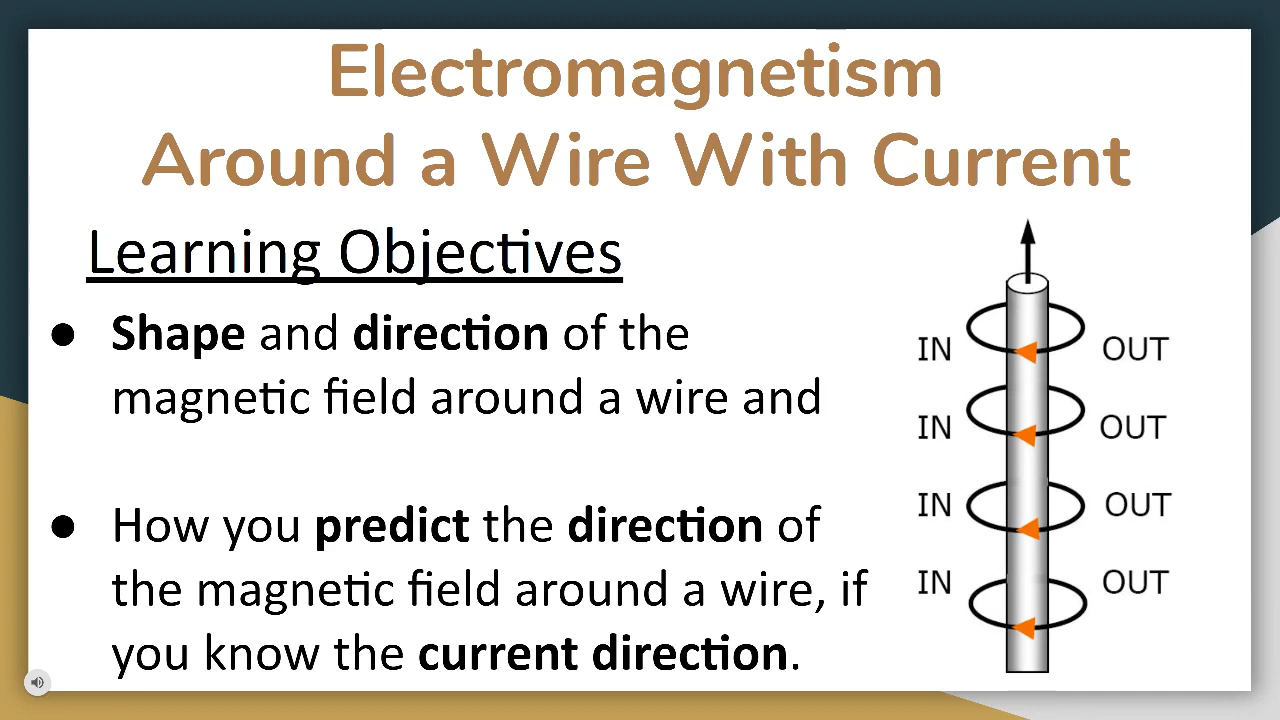 Electromagnetism
Around a Wire With Current
Learning Objectives
● Shape and direction of the
magnetic field around a wire and
● How you predict the direction of
the magnetic field around a wire, if
you know the current direction.
IN OUT
IN OUT
IN OUT
IN OUT